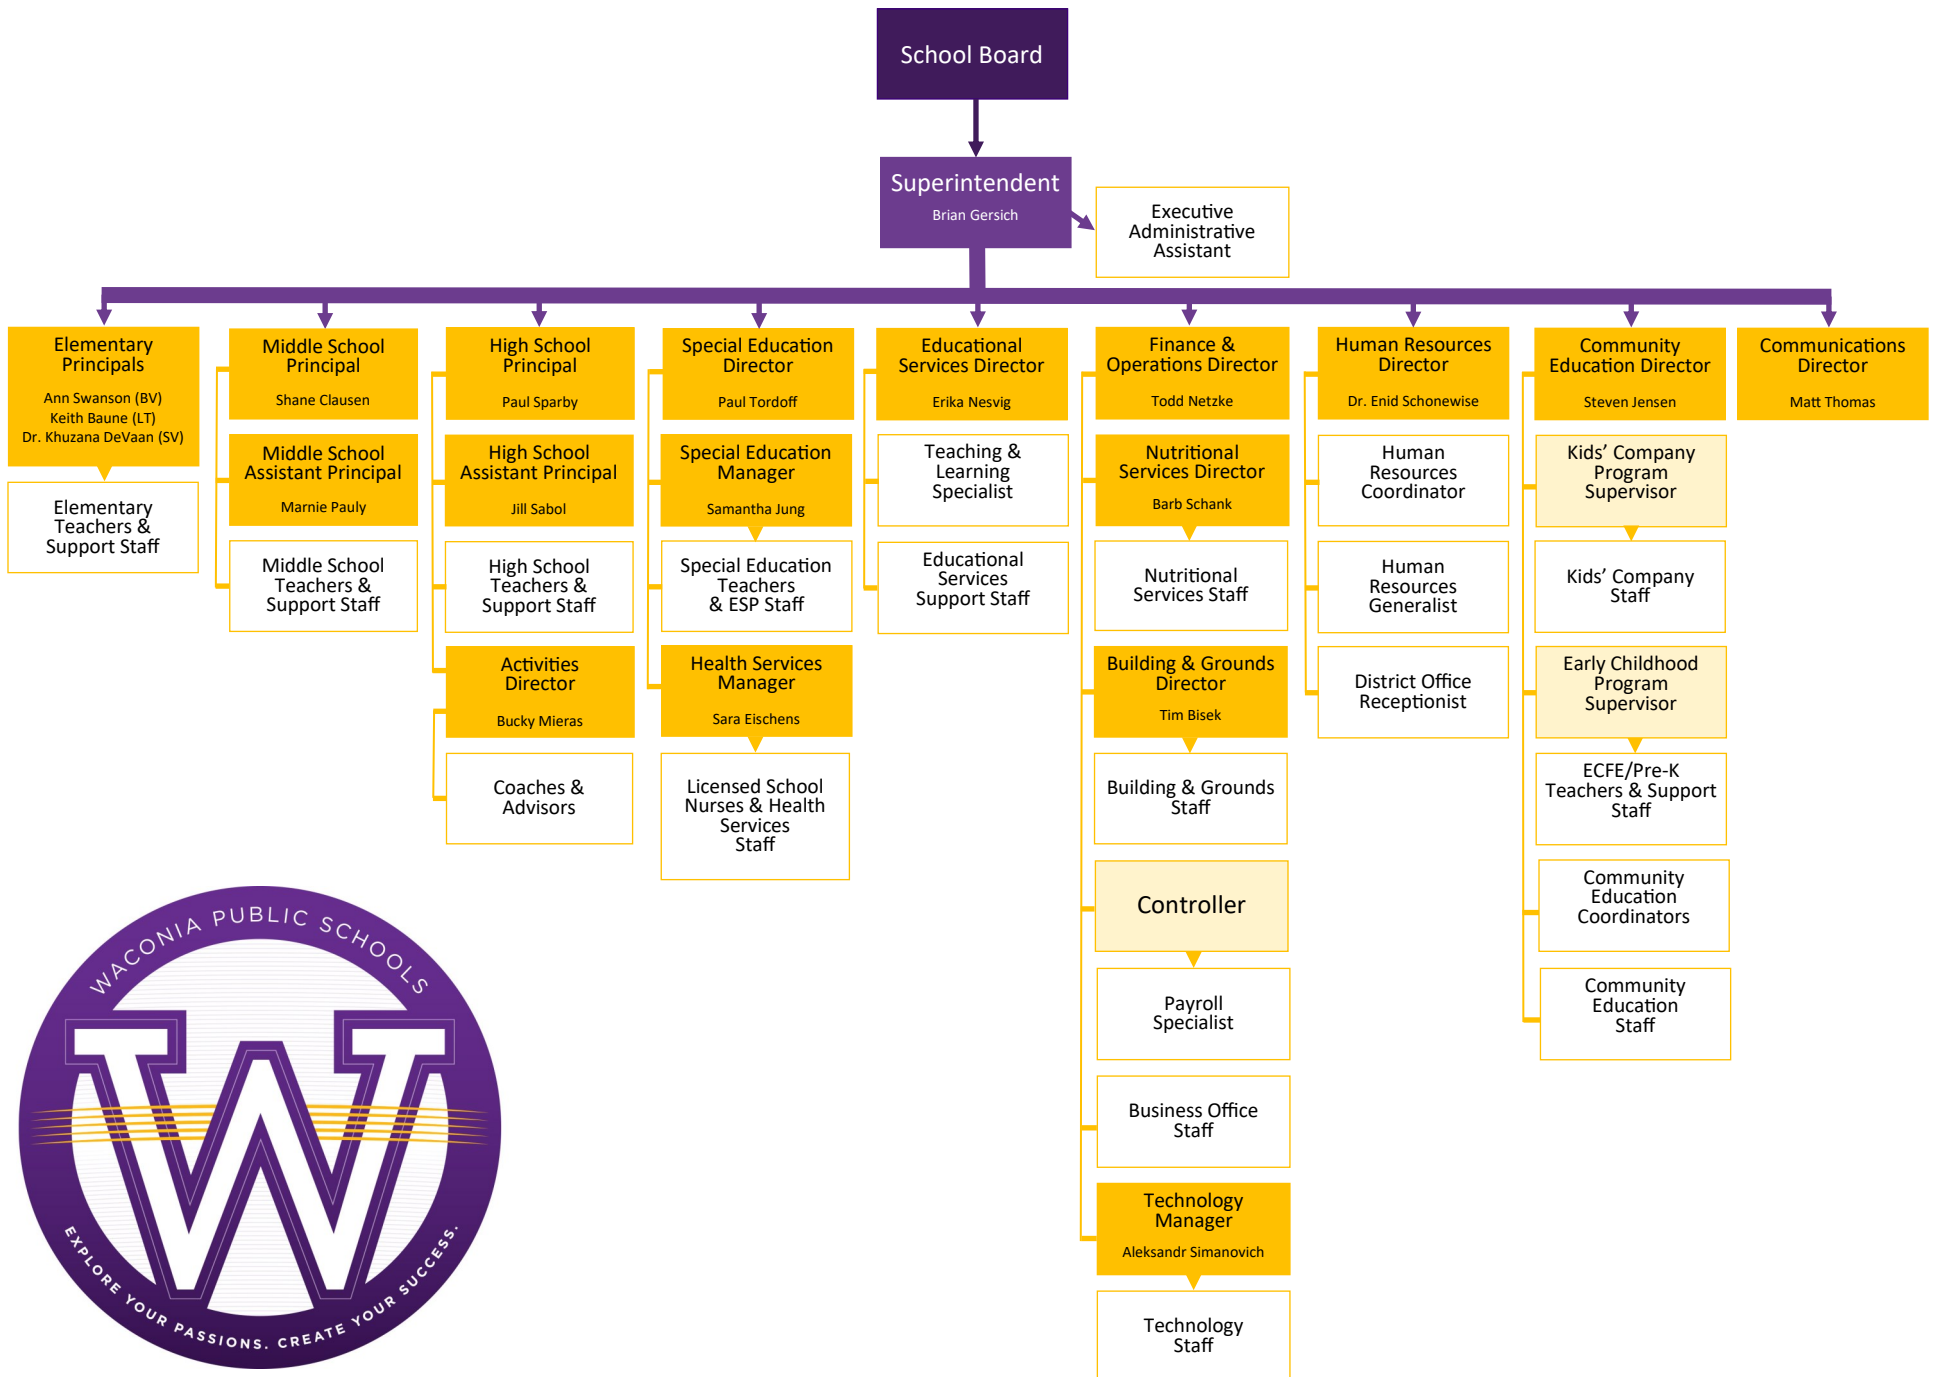 School Board
Superintendent
Brian Gersich
Executive
Administrative
Assistant
Elementary
Principals
Ann Swanson (BV)
Keith Baune (LT)
Dr. Khuzana DeVaan (SV)
Elementary
Teachers &
Support Staff
Middle School
Principal
Shane Clausen
Middle School
Assistant Principal
Marnie Pauly
Middle School
Teachers &
Support Staff
High School
Principal
Paul Sparby
High School
Assistant Principal
Jill Sabol
High School
Teachers &
Support Staff
Activities
Director
Bucky Mieras
Coaches &
Advisors
Special Education
Director
Paul Tordoff
Special Education
Manager
Samantha Jung
Special Education
Teachers
& ESP Staff
Health Services
Manager
Sara Eischens
Licensed School
Nurses & Health
Services
Staff
Educational
Services Director
Erika Nesvig
Teaching &
Learning
Specialist
Educational
Services
Support Staff
Finance &
Operations Director
Todd Netzke
Nutritional
Services Director
Barb Schank
Nutritional
Services Staff
Building & Grounds
Director
Tim Bisek
Building & Grounds
Staff
Controller
Payroll
Specialist
Business Office
Staff
Technology
Manager
Aleksandr Simanovich
Technology
Staff
Human Resources
Director
Dr. Enid Schonewise
Human
Resources
Coordinator
Human
Resources
Generalist
District Office
Receptionist
Community
Education Director
Steven Jensen
Kids’ Company
Program
Supervisor
Kids’ Company
Staff
Early Childhood
Program
Supervisor
ECFE/Pre-K
Teachers & Support
Staff
Community
Education
Coordinators
Community
Education
Staff
Communications
Director
Matt Thomas
WACONIA PUBLIC SCHOOLS
W
EXPLORE YOUR PASSIONS. CREATE YOUR SUCCESS.